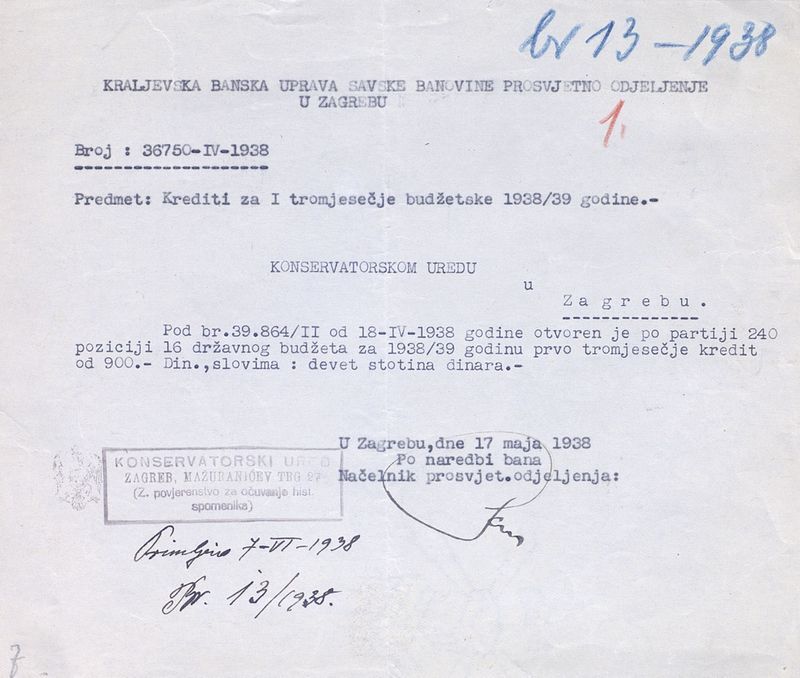 br 13 - 1938
KRALJEVSKA BANSKA UPRAVA SAVSKE BANOVINE PROSVJETNO ODJELJENJE
U ZAGREBU
1.
Broj : 36750-IV-1938
Predmet: Krediti za I tromjesečje budžetske 1938/39 godine.-
KONSERVATORSKOM UREDU
u
Zagrebu.
Pod br.39.864/II od 18-IV-1938 godine otvoren je po partiji 240
poziciji 16 državnog budžeta za 1938/39 godinu prvo tromjesečje kredit
od 900.- Din.,slovima : devet stotina dinara.-
U Zagrebu,dne 17 maja 1938
Po naredbi bana
Načelnik prosvjet.odjeljenja:
KONSERVATORSKI URED
ZAGREB, MAŽURANIĆEV TRG 27
(Z. povjerenstvo za očuvanje hist.
spomenika)
Primljeno 7-VI-1938
Br. 13/1938.
7